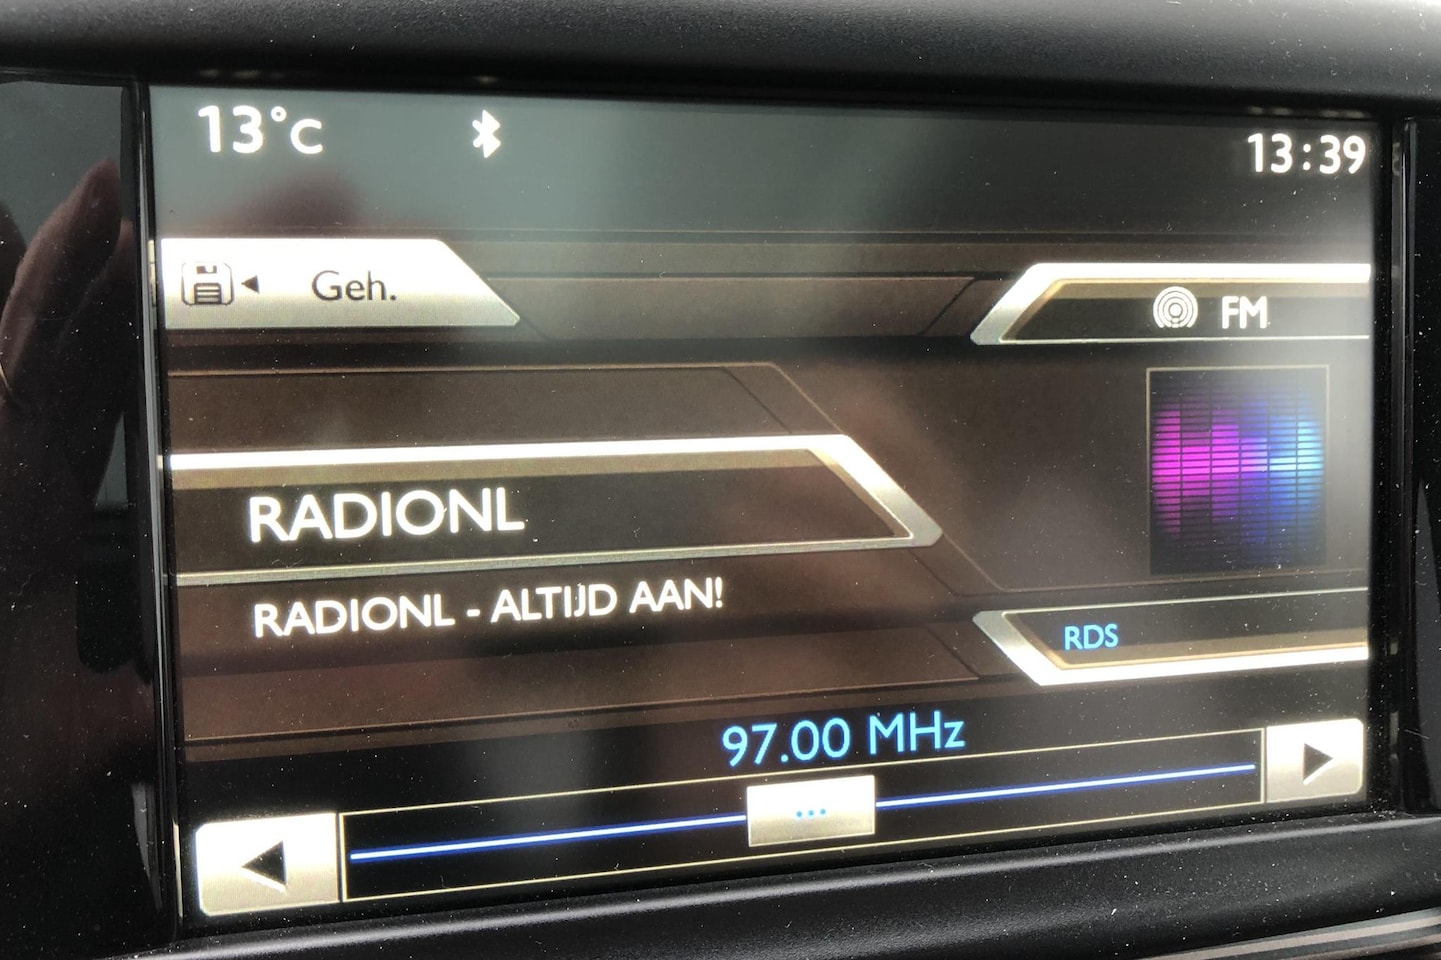 13°C 13:39
Geh. FM
RADIONL
RADIONL - ALTIJD AAN!
RDS
97.00 MHz
...